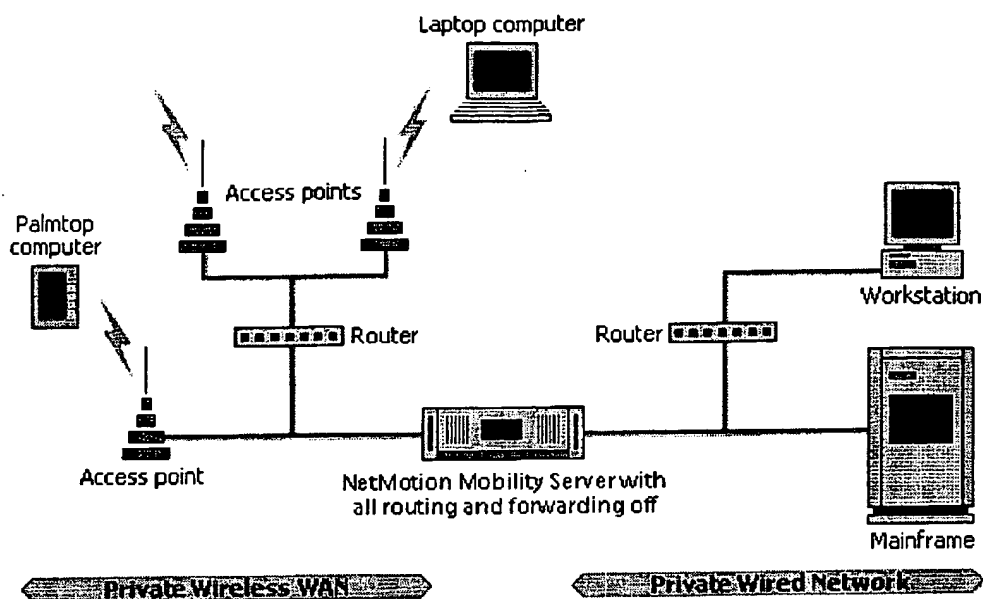 Laptop computer
Access points
Palmtop
computer
Workstation
Router
Router
Access point
NetMotion Mobility Server with
all routing and forwarding off
Mainframe
Private Wireless WAN
Private Wired Network